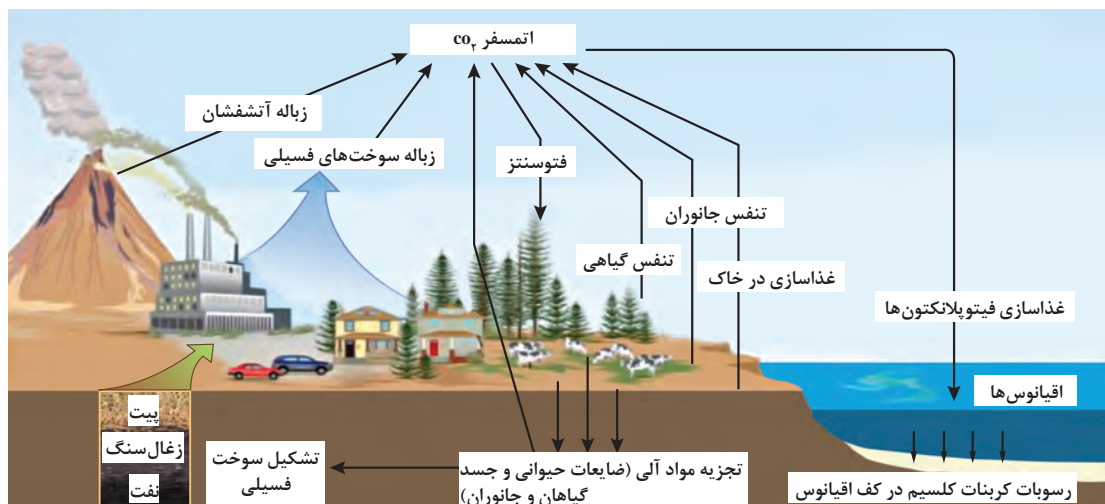 اتمسفر co₂
زباله آتشفشان
زباله سوخت‌های فسیلی
فتوسنتز
تنفس جانوران
تنفس گیاهی
غذاسازی در خاک
غذاسازی فیتوپلانکتون‌ها
اقیانوس‌ها
پیت
زغال‌سنگ
نفت
تشکیل سوخت
فسیلی
تجزیه مواد آلی (ضایعات حیوانی و جسد
گیاهان و جانوران)
رسوبات کربنات کلسیم در کف اقیانوس